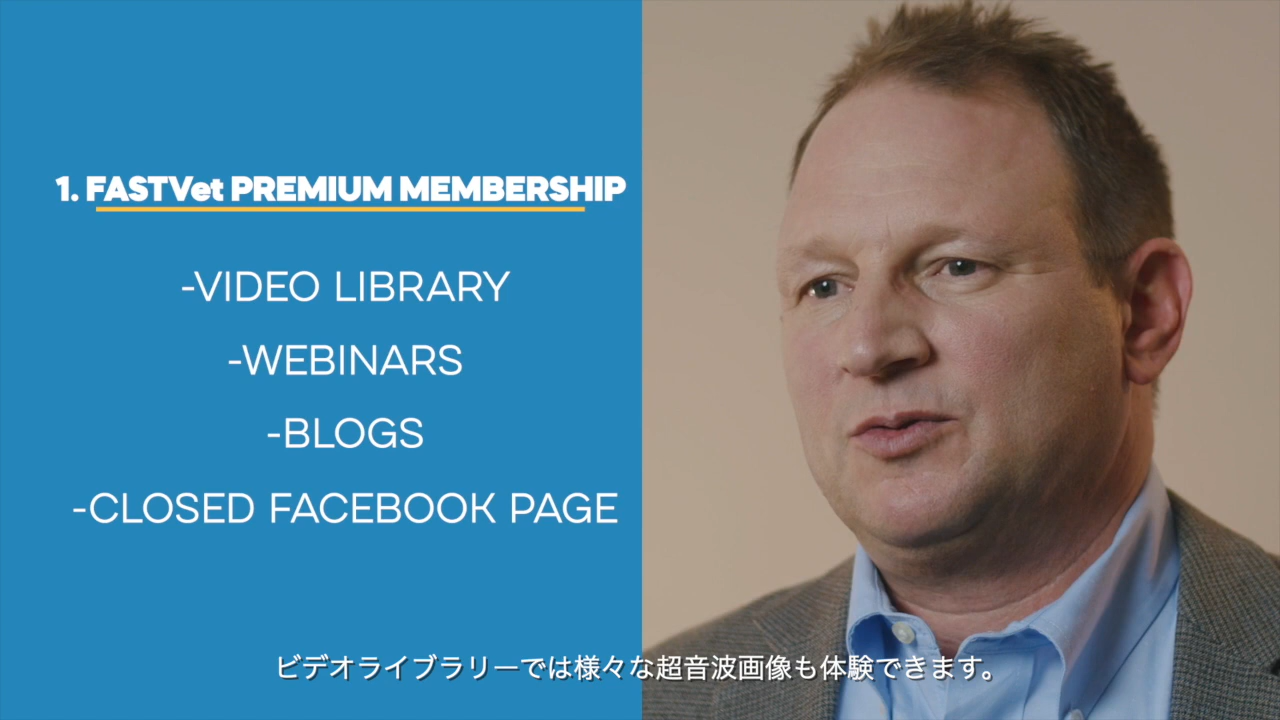 1. FASTVet PREMIUM MEMBERSHIP
-VIDEO LIBRARY
-WEBINARS
-BLOGS
-CLOSED FACEBOOK PAGE
ビデオライブラリーでは様々な超音波画像も体験できます。